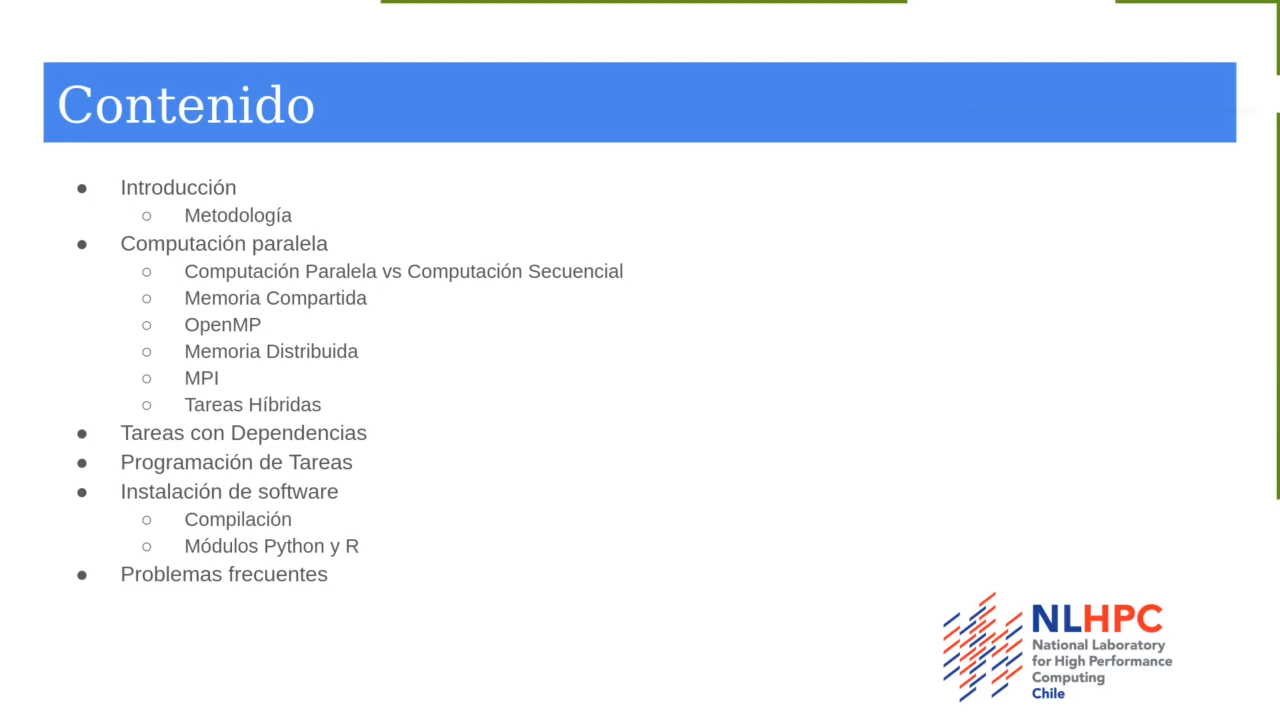 Contenido
● Introducción
○ Metodología
● Computación paralela
○ Computación Paralela vs Computación Secuencial
○ Memoria Compartida
○ OpenMP
○ Memoria Distribuida
○ MPI
○ Tareas Híbridas
● Tareas con Dependencias
● Programación de Tareas
● Instalación de software
○ Compilación
○ Módulos Python y R
● Problemas frecuentes
NLHPC
National Laboratory
for High Performance
Computing
Chile